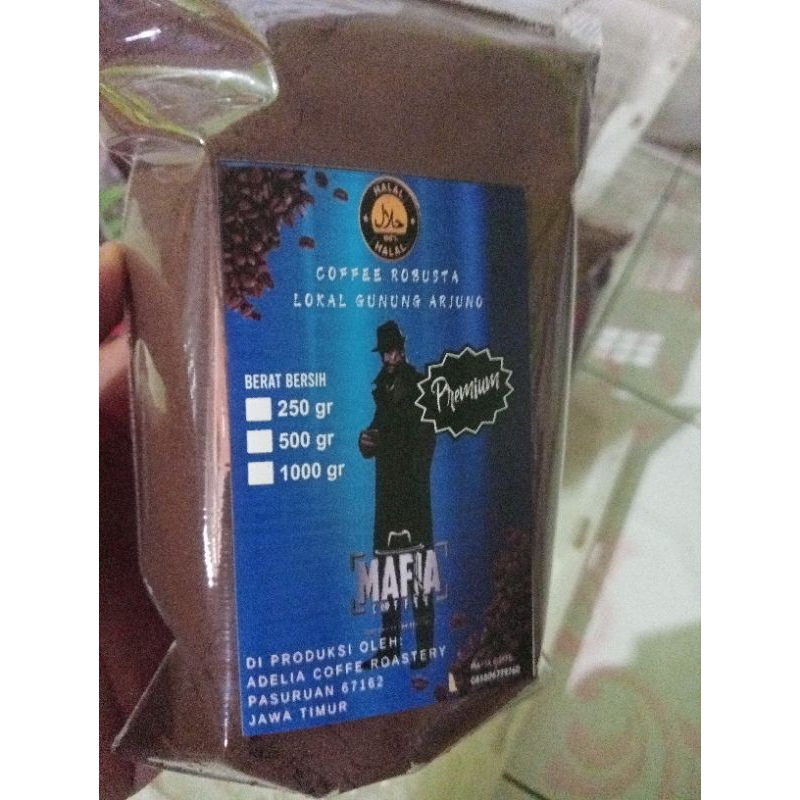 HALAL
حلال
100%
HALAL
COFFEE ROBUSTA
LOKAL GUNUNG ARJUNO
BERAT BERSIH
250 gr
500 gr
1000 gr
Premium
MAFIA
COFFEE
DI PRODUKSI OLEH:
ADELIA COFFE ROASTERY
PASURUAN 67162
JAWA TIMUR